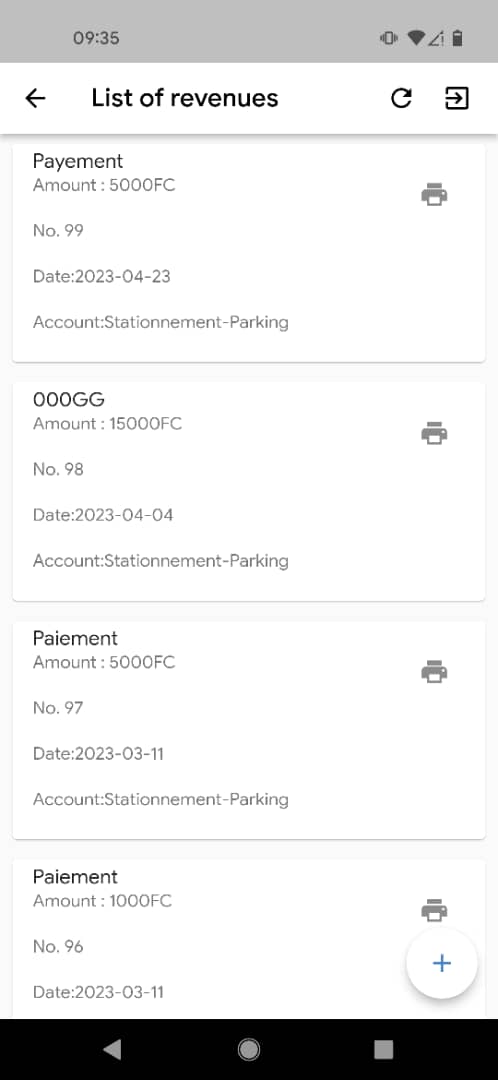 09:35
List of revenues
Payement
Amount : 5000FC
No. 99
Date:2023-04-23
Account:Stationnement-Parking
000GG
Amount : 15000FC
No. 98
Date:2023-04-04
Account:Stationnement-Parking
Paiement
Amount : 5000FC
No. 97
Date:2023-03-11
Account:Stationnement-Parking
Paiement
Amount : 1000FC
No. 96
Date:2023-03-11